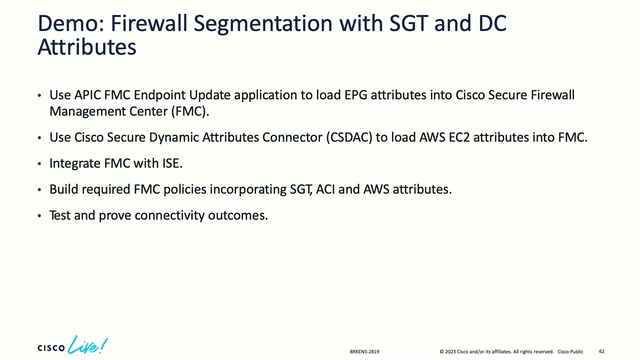 Demo: Firewall Segmentation with SGT and DC
Attributes
• Use APIC FMC Endpoint Update application to load EPG attributes into Cisco Secure Firewall
Management Center (FMC).
• Use Cisco Secure Dynamic Attributes Connector (CSDAC) to load AWS EC2 attributes into FMC.
• Integrate FMC with ISE.
• Build required FMC policies incorporating SGT, ACI and AWS attributes.
• Test and prove connectivity outcomes.
CISCO Live!
BRKENS-2819
© 2023 Cisco and/or its affiliates. All rights reserved. Cisco Public
62